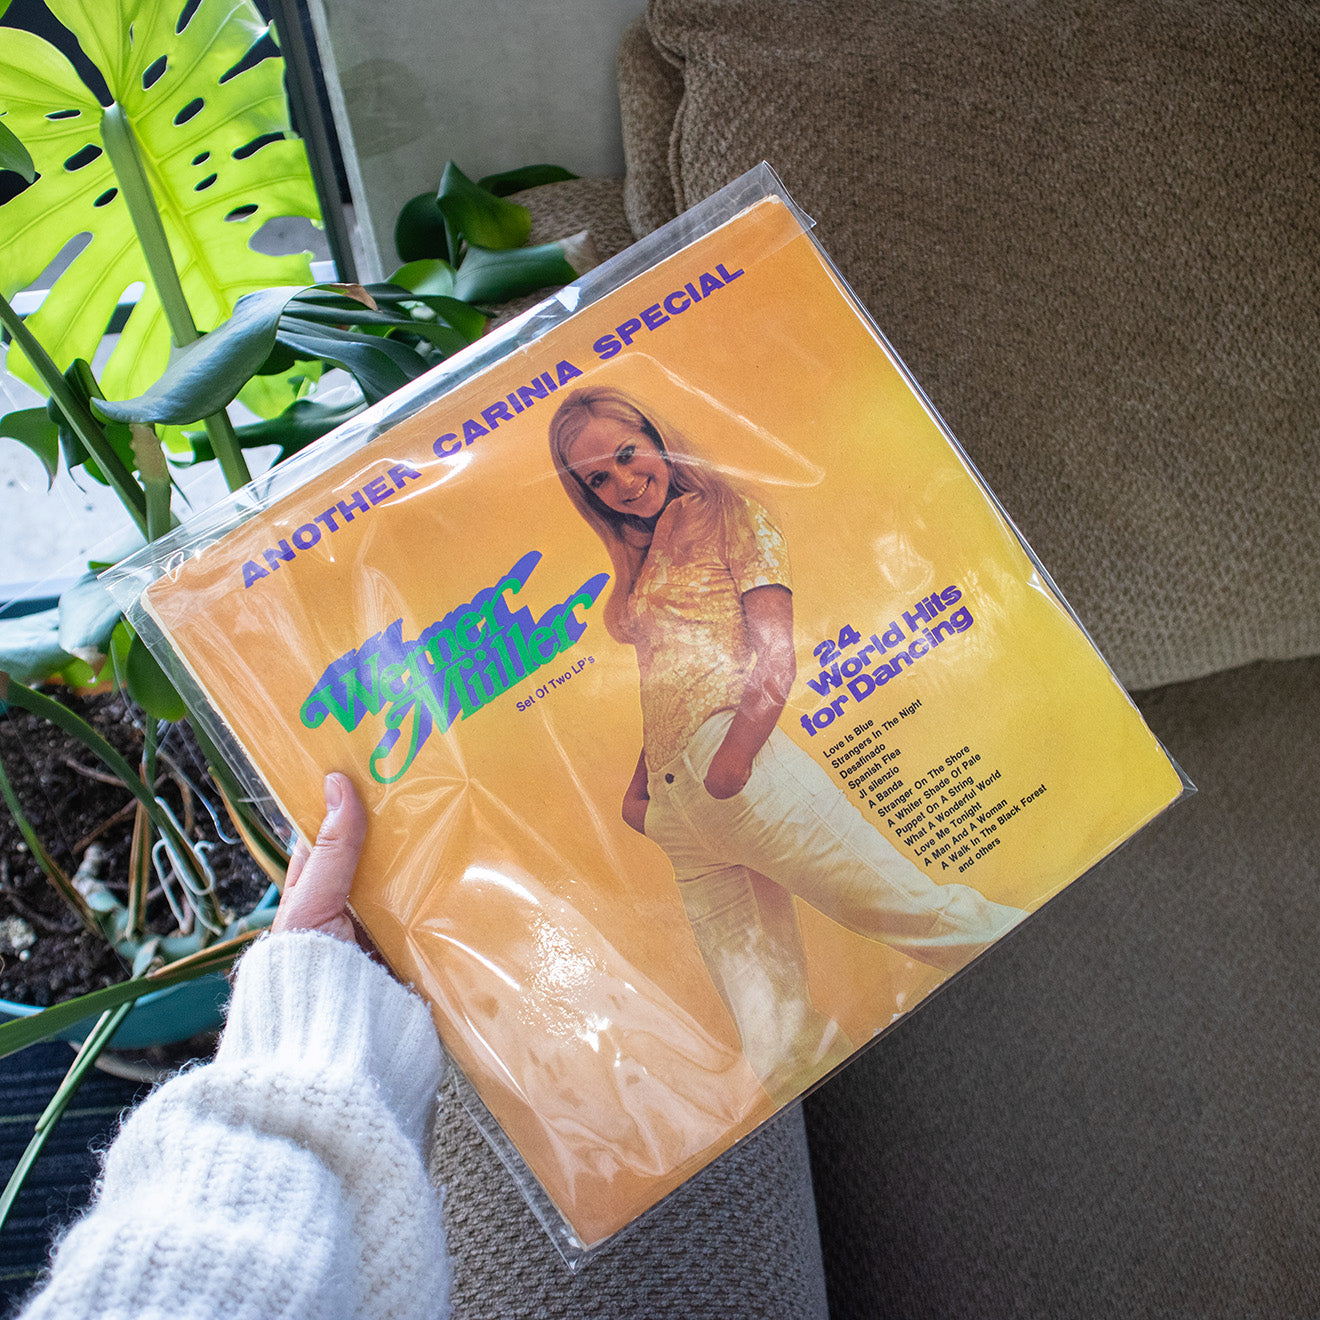 ANOTHER CARINIA SPECIAL
Werner
Müller
Set Of Two LP's
24
World Hits
for Dancing
Love Is Blue
Strangers In The Night
Desafinado
Spanish Flea
JI silenzio
A Banda
Stranger On The Shore
A Whiter Shade Of Pale
Puppet On A String
What A Wonderful World
Love Me Tonight
A Man And A Woman
A Walk In The Black Forest
and others